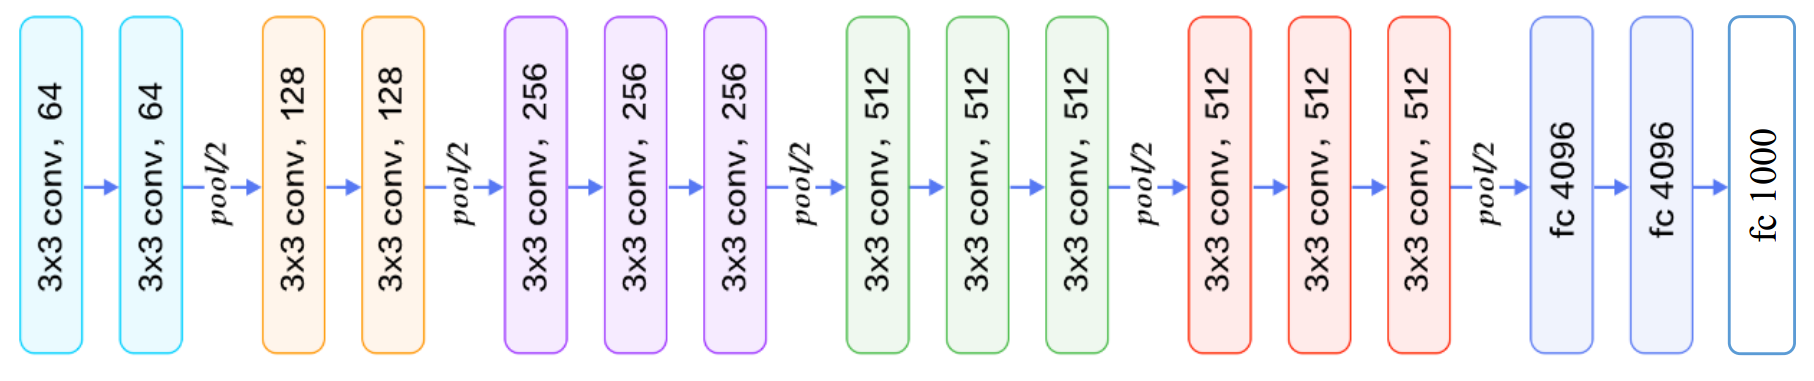 3x3 conv, 64
3x3 conv, 64
pool/2
3x3 conv, 128
3x3 conv, 128
pool/2
3x3 conv, 256
3x3 conv, 256
3x3 conv, 256
pool/2
3x3 conv, 512
3x3 conv, 512
3x3 conv, 512
pool/2
3x3 conv, 512
3x3 conv, 512
3x3 conv, 512
pool/2
fc 4096
fc 4096
fc 1000